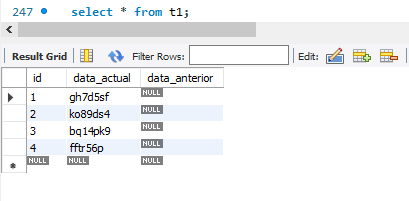 247 select * from t1;
Result Grid Filter Rows: Edit:
id data_actual data_anterior
1 gh7d5sf NULL
2 ko89ds4 NULL
3 bq14pk9 NULL
4 fftr56p NULL
NULL NULL NULL